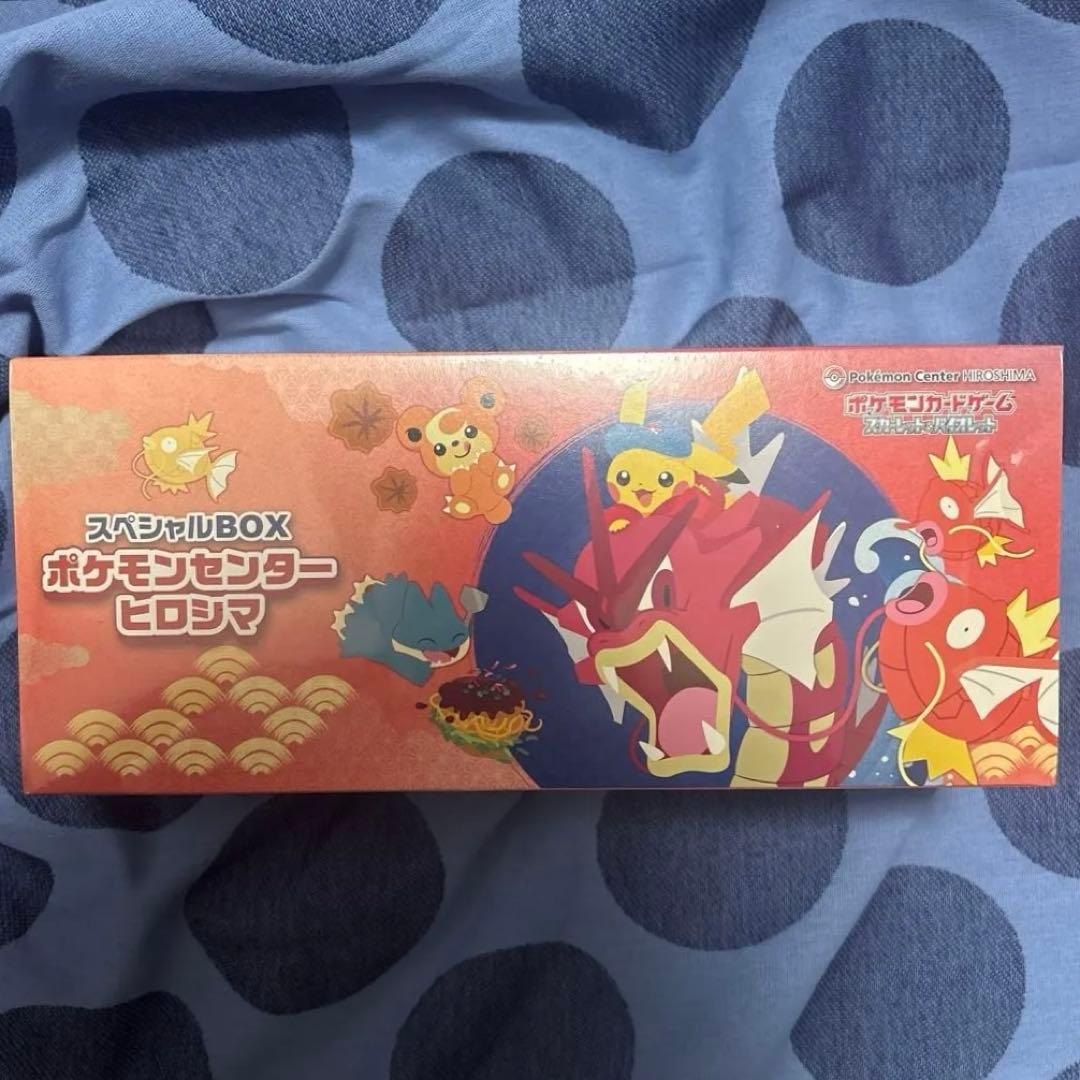 Pokémon Center HIROSHIMA
ポケモンカードゲーム
スカーレット&バイオレット
スペシャルBOX
ポケモンセンター
ヒロシマ